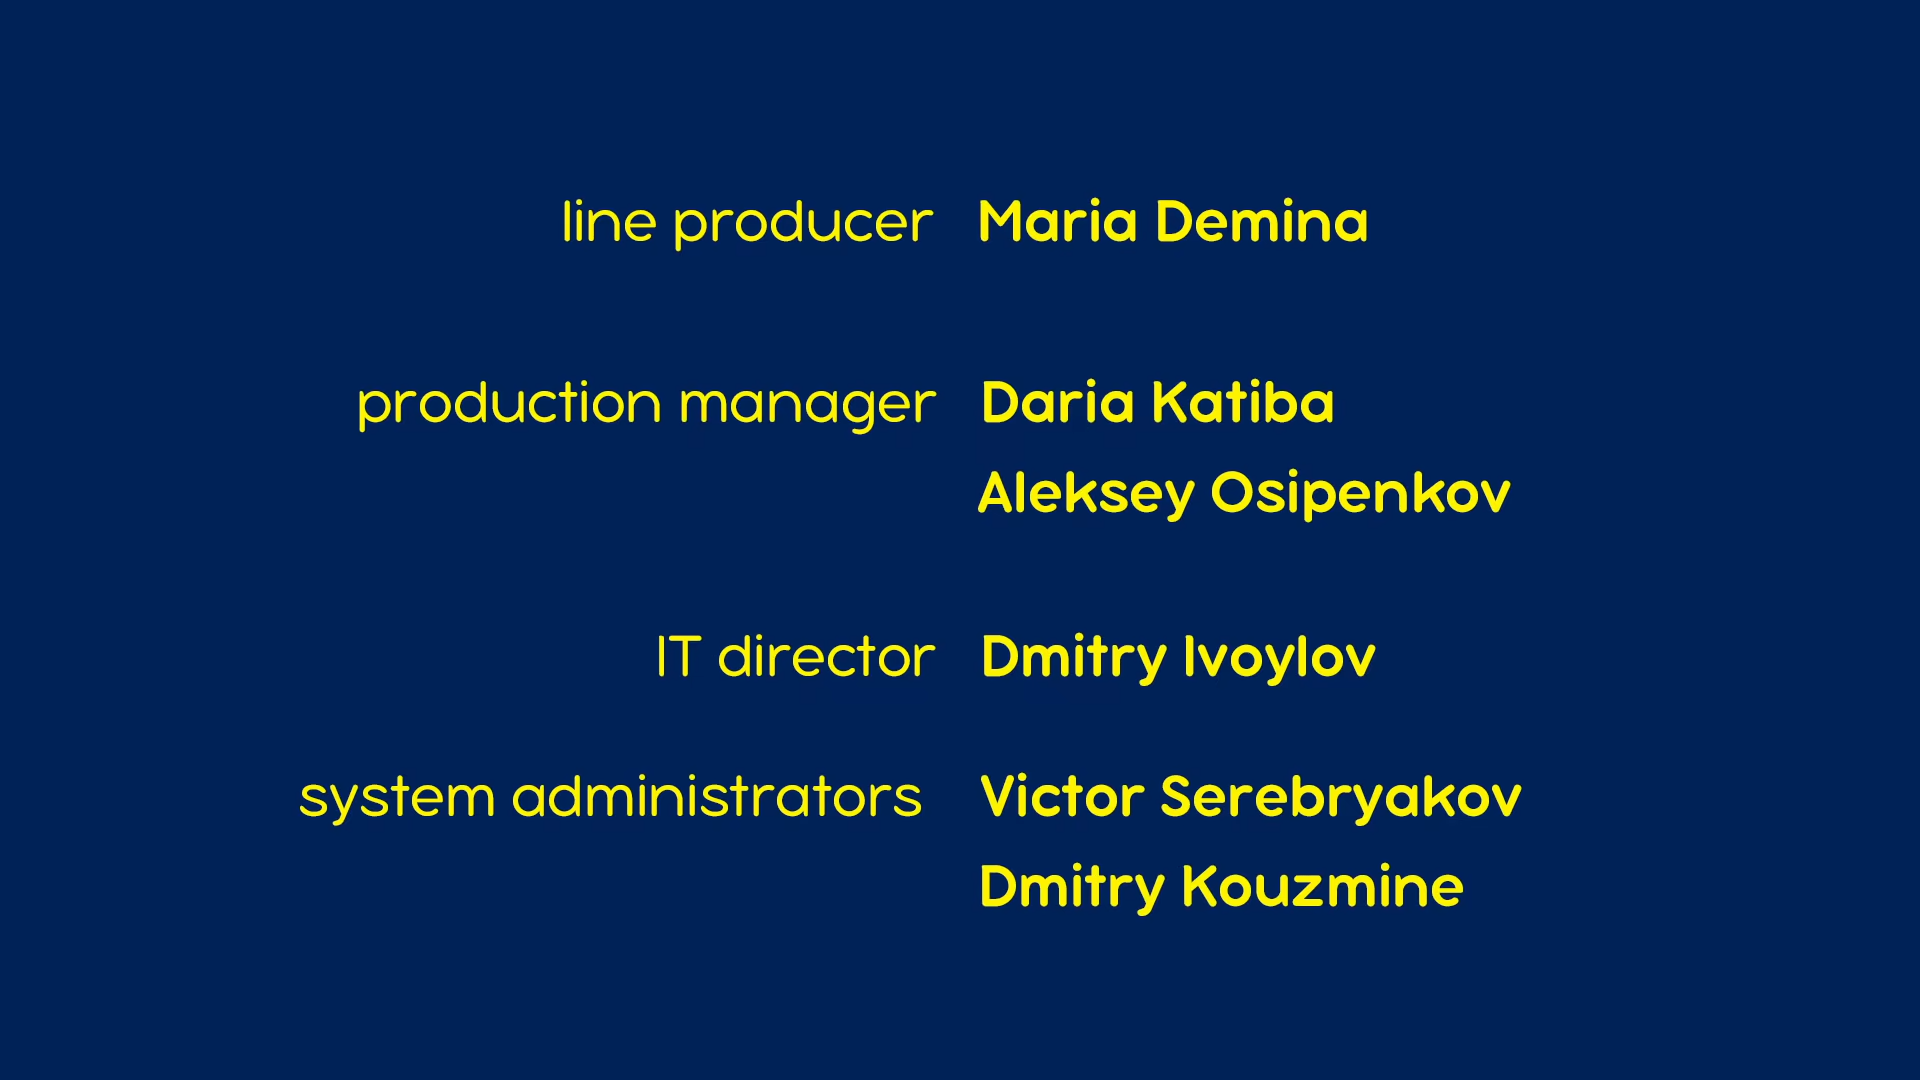 line producer Maria Demina
production manager Daria Katiba
Aleksey Osipenkov
IT director Dmitry Ivoylov
system administrators Victor Serebryakov
Dmitry Kouzmine